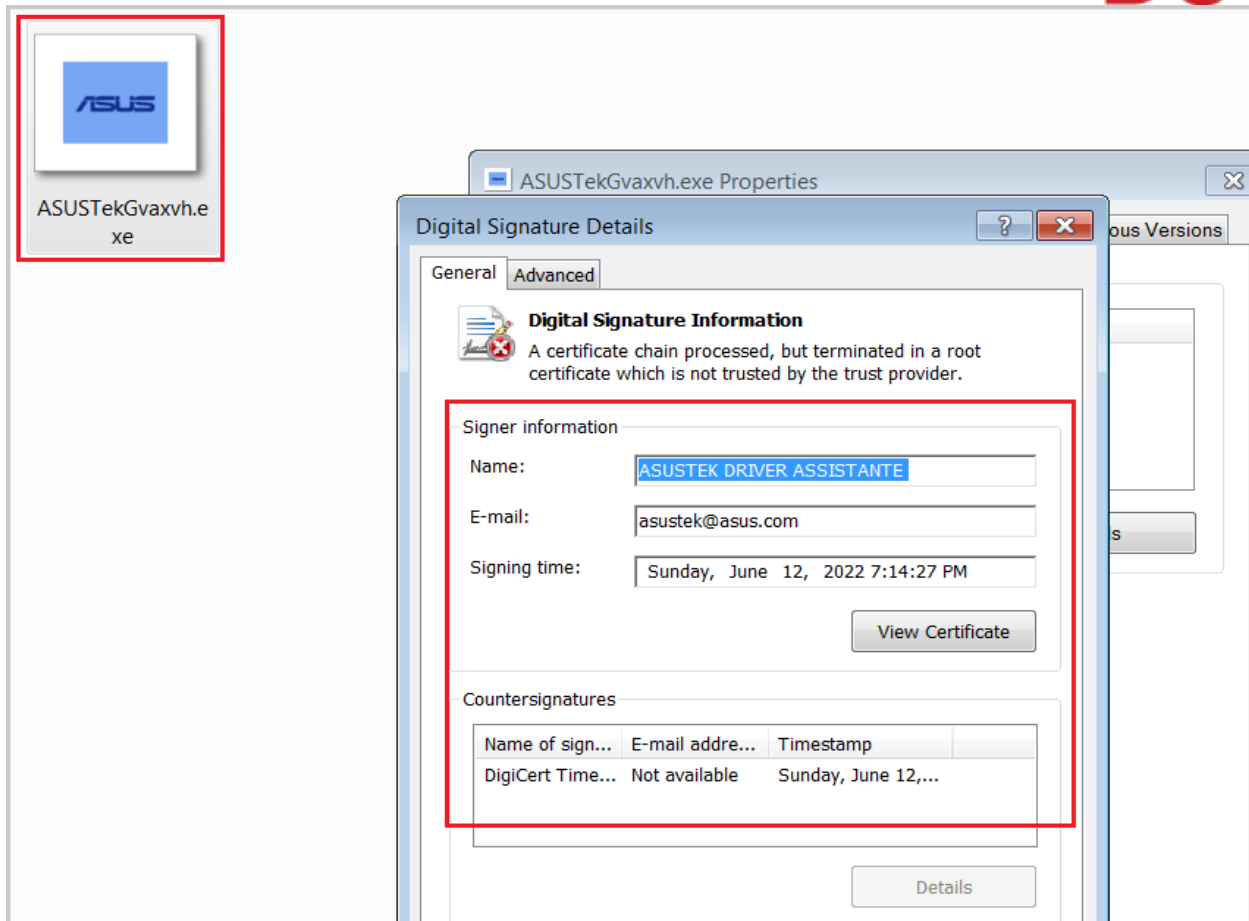 ASUS
ASUSTekGvaxvh.e
xe
ASUSTekGvaxvh.exe Properties
Digital Signature Details
ous Versions
General
Advanced
Digital Signature Information
A certificate chain processed, but terminated in a root
certificate which is not trusted by the trust provider.
Signer information
Name:
ASUSTEK DRIVER ASSISTANTE
E-mail:
asustek@asus.com
ls
Signing time:
Sunday, June 12, 2022 7:14:27 PM
View Certificate
Countersignatures
Name of sign... E-mail addre... Timestamp
DigiCert Time... Not available Sunday, June 12,...
Details